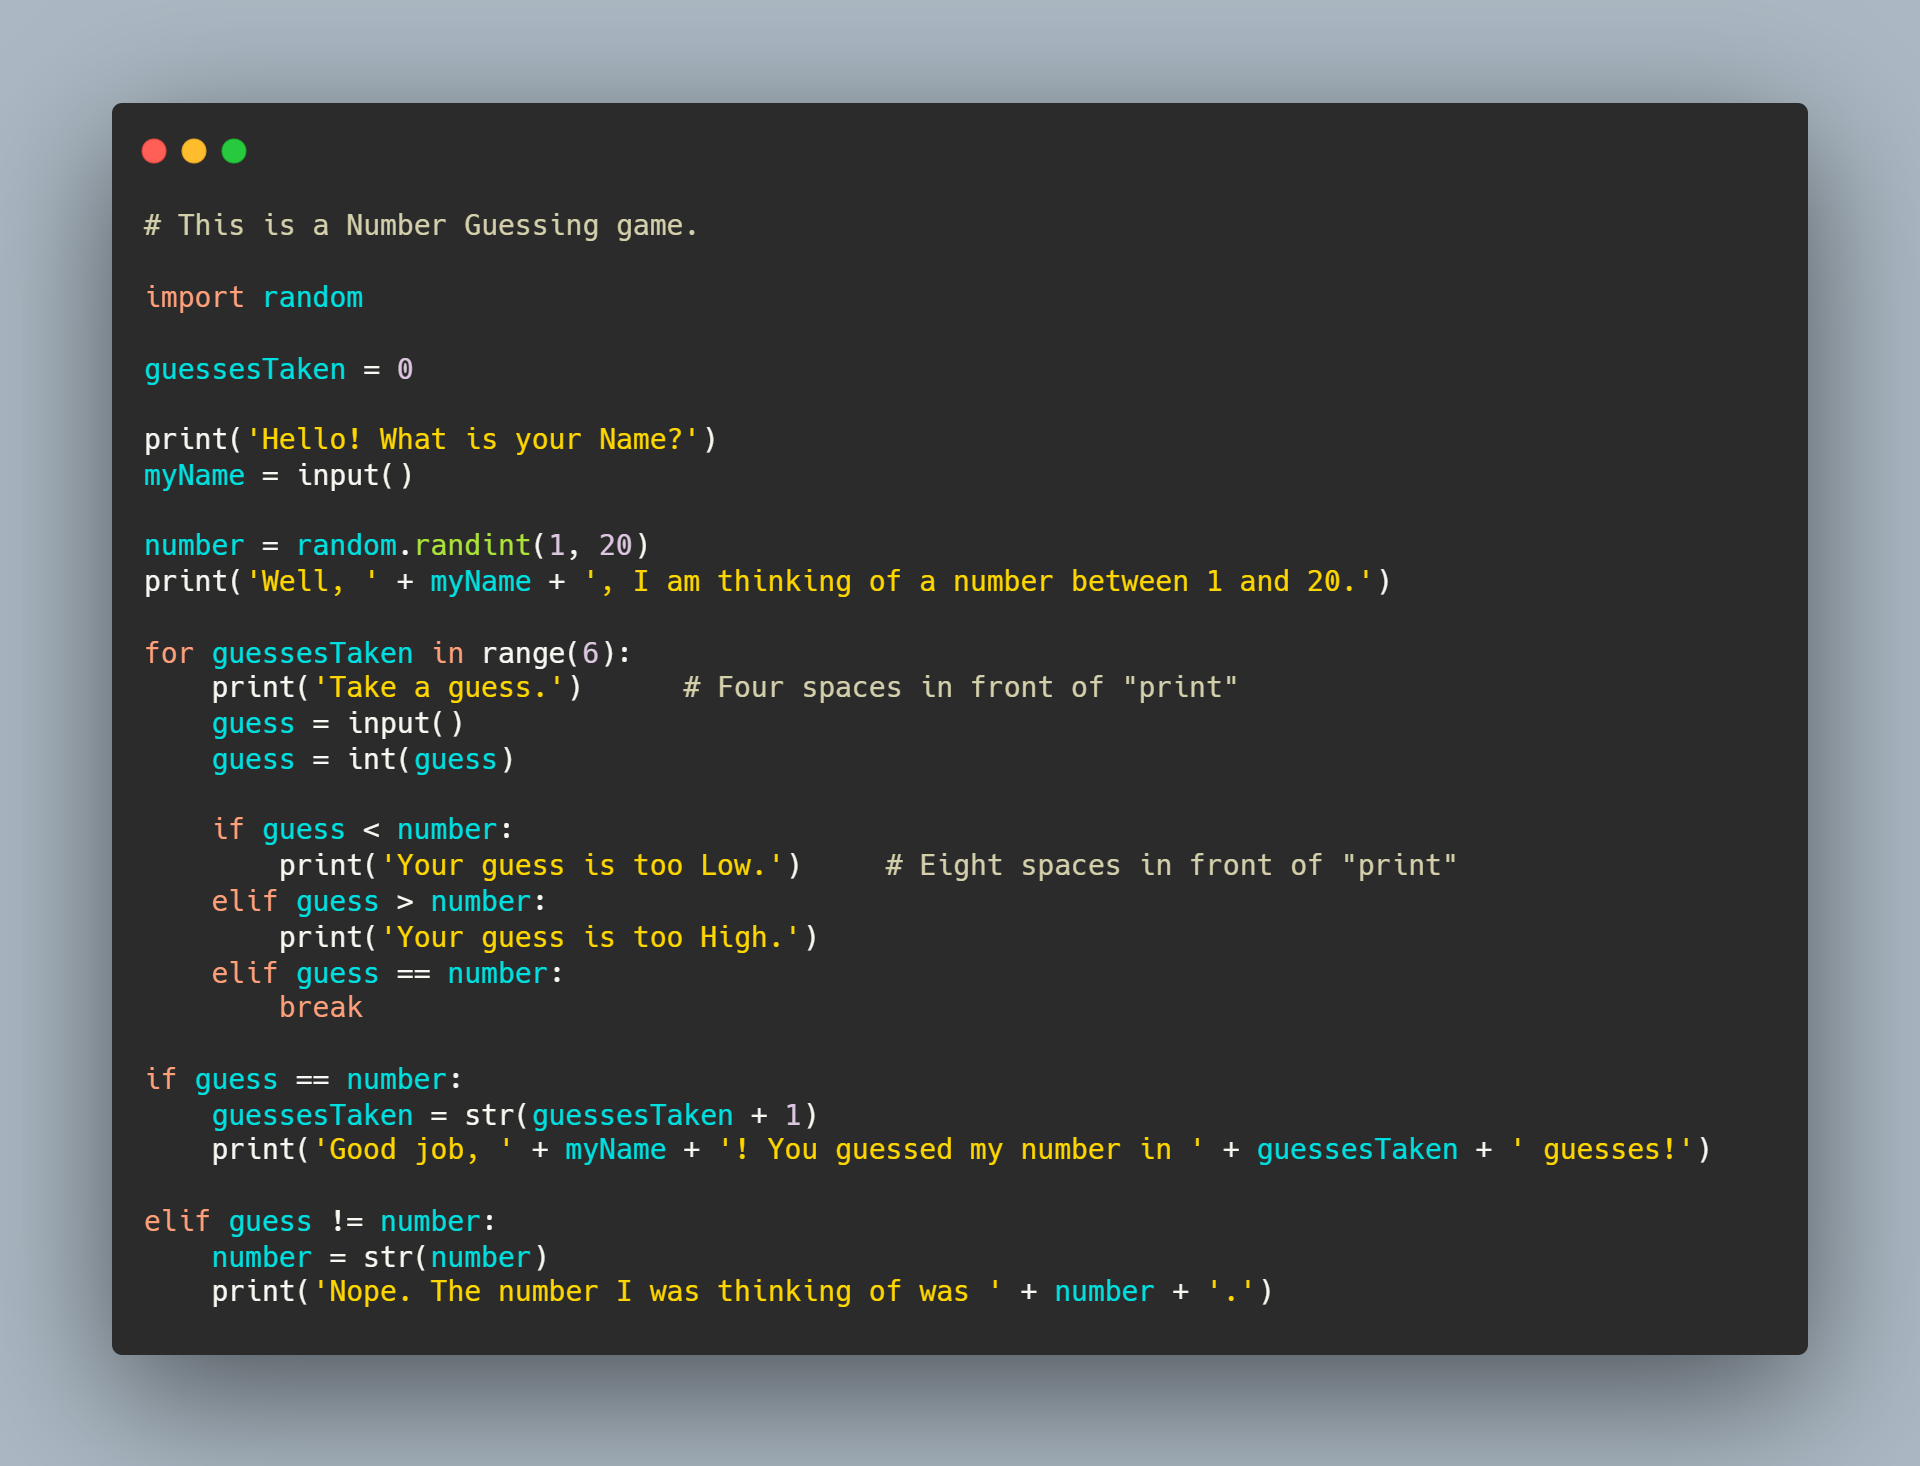 # This is a Number Guessing game.

import random

guessesTaken = 0

print('Hello! What is your Name?')
myName = input()

number = random.randint(1, 20)
print('Well, ' + myName + ', I am thinking of a number between 1 and 20.')

for guessesTaken in range(6):
    print('Take a guess.')      # Four spaces in front of "print"
    guess = input()
    guess = int(guess)

    if guess < number:
        print('Your guess is too Low.')     # Eight spaces in front of "print"
    elif guess > number:
        print('Your guess is too High.')
    elif guess == number:
        break

if guess == number:
    guessesTaken = str(guessesTaken + 1)
    print('Good job, ' + myName + '! You guessed my number in ' + guessesTaken + ' guesses!')

elif guess != number:
    number = str(number)
    print('Nope. The number I was thinking of was ' + number + '.')